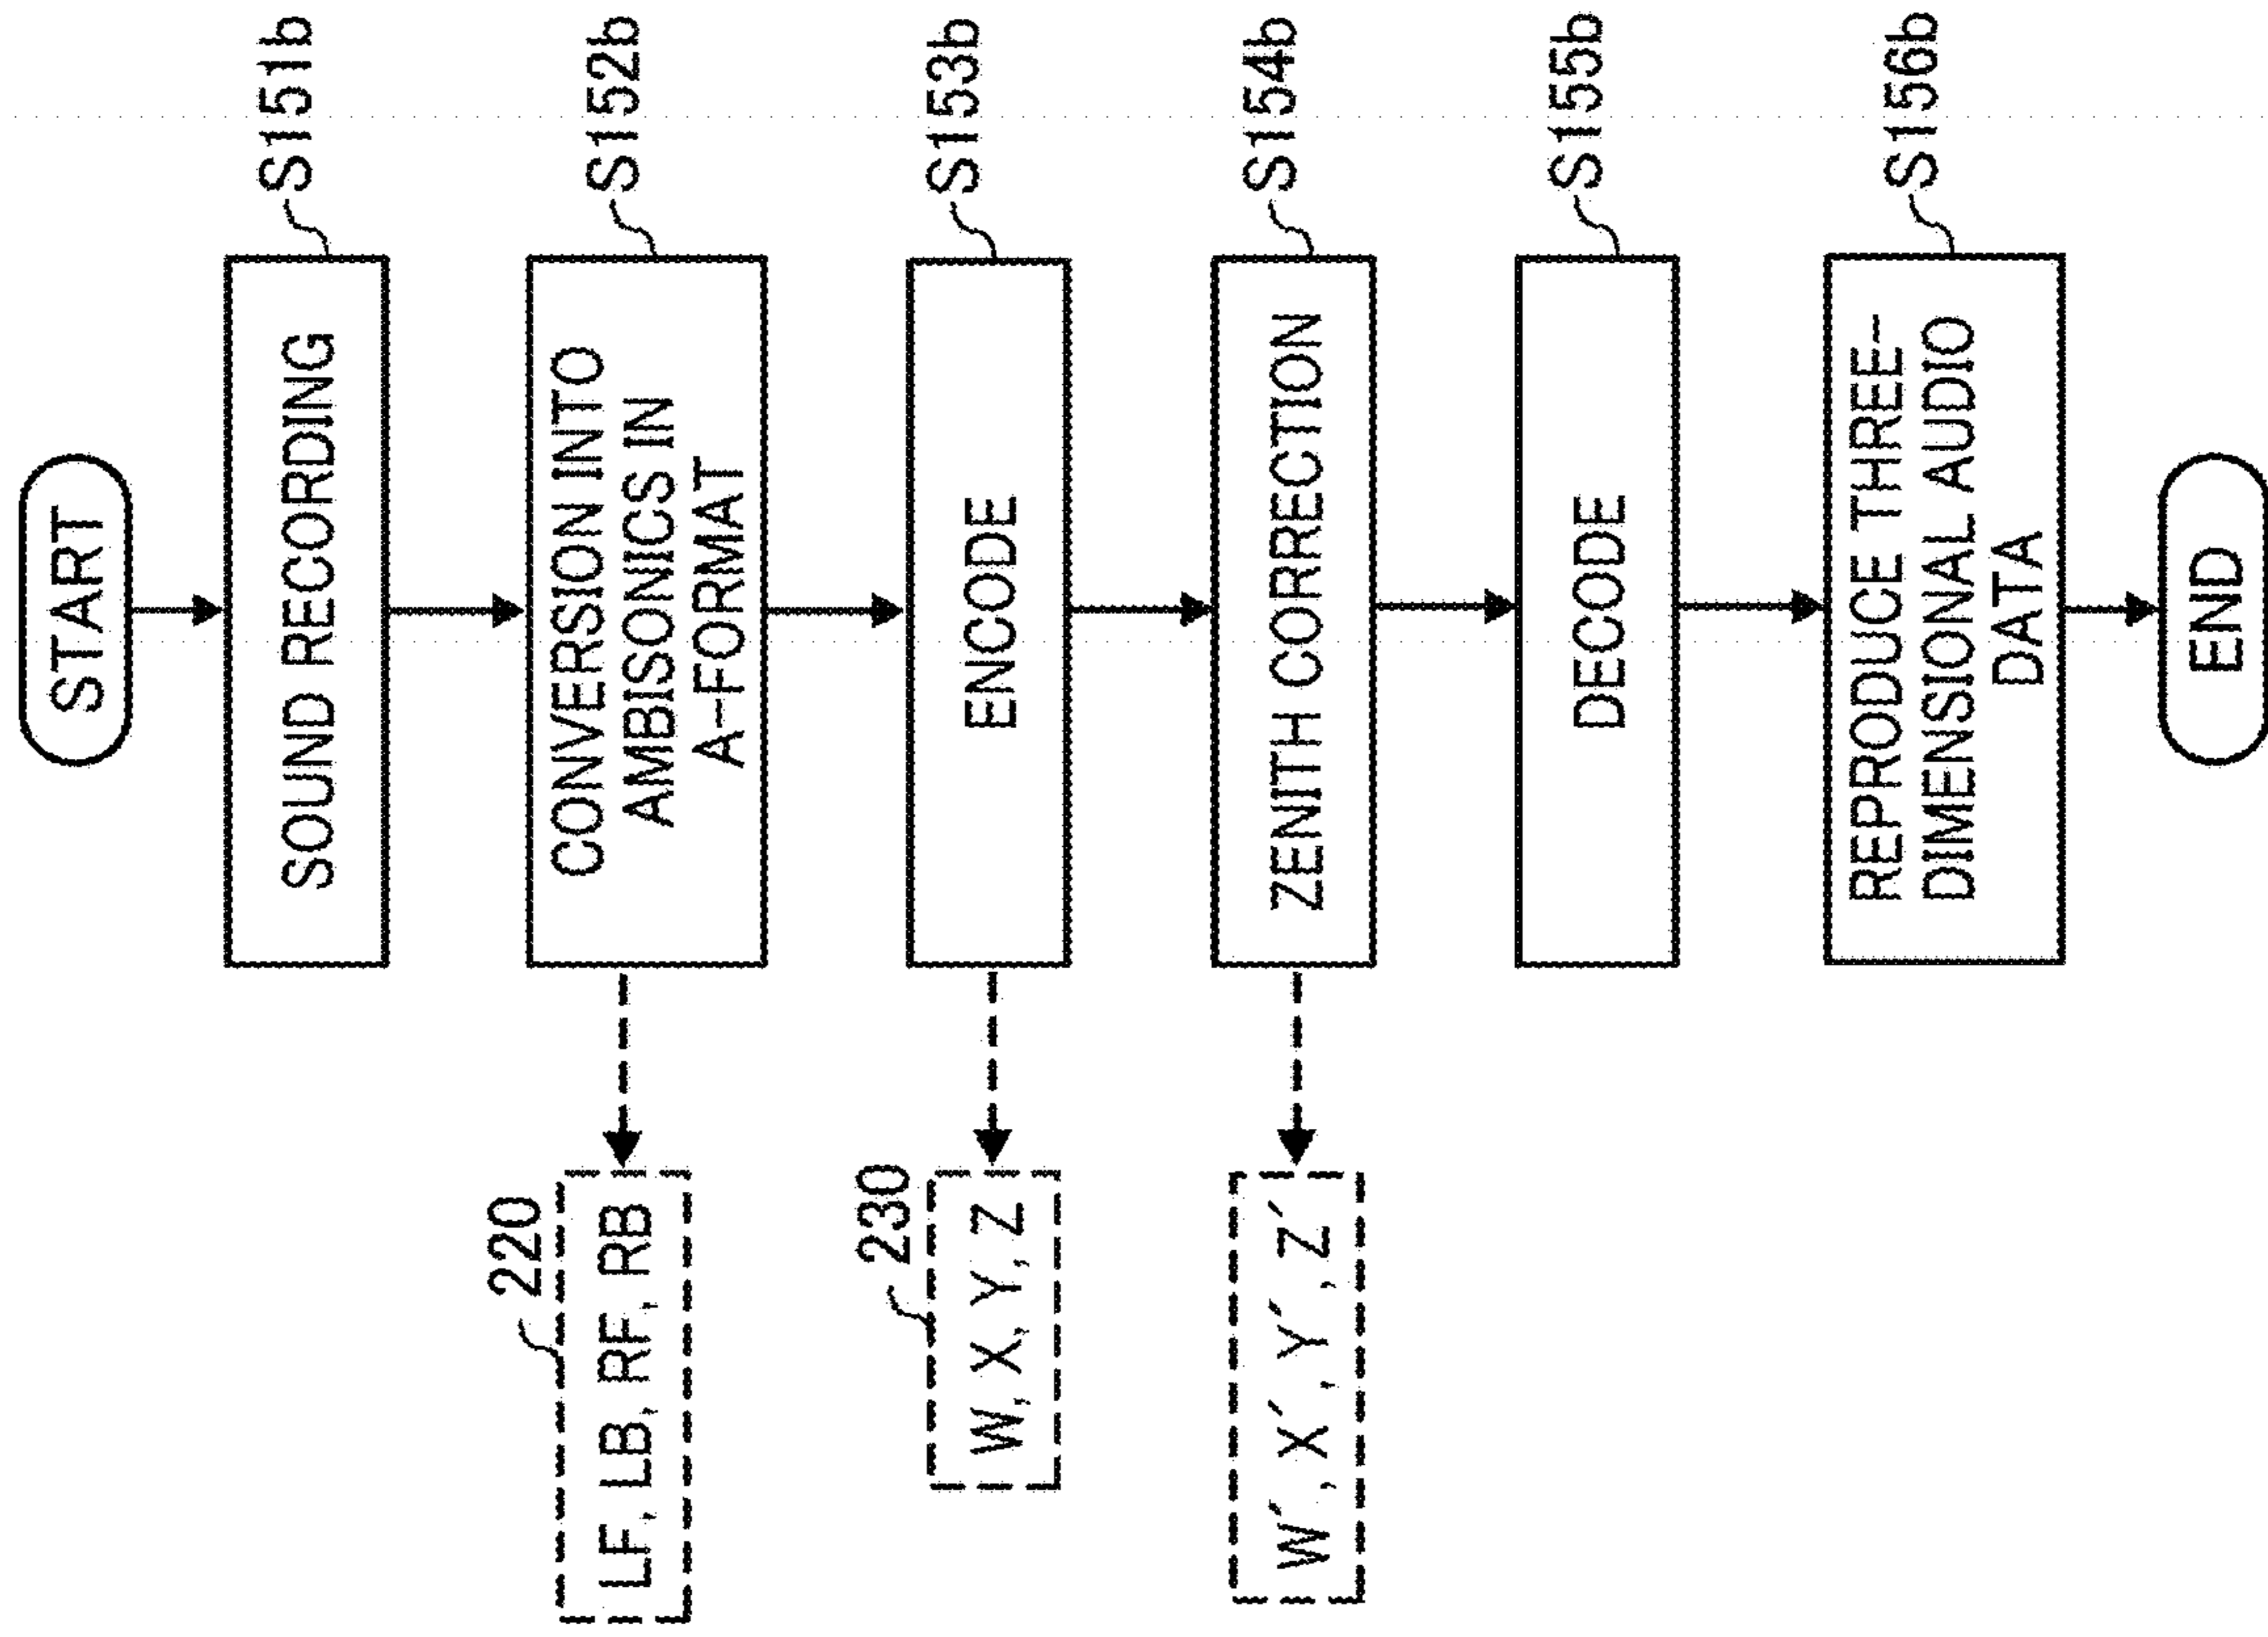 START
SOUND RECORDING
S151b
CONVERSION INTO
AMBISONICS IN
A-FORMAT
S152b
220
LF, LB, RF, RB
ENCODE
S153b
230
W, X, Y, Z
ZENITH CORRECTION
S154b
W´, X´, Y´, Z´
DECODE
S155b
REPRODUCE THREE-
DIMENSIONAL AUDIO
DATA
S156b
END